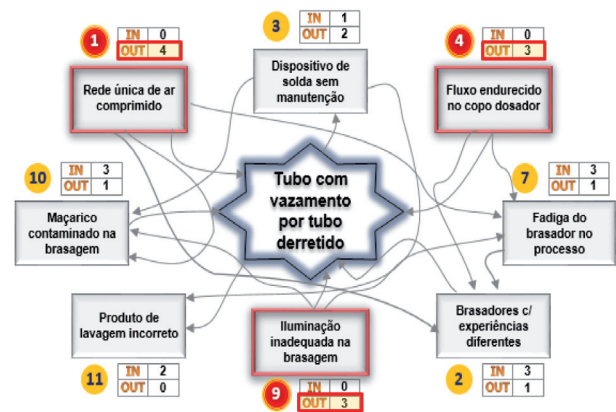 1
IN 0
OUT 4
Rede única de ar
comprimido
3
IN 1
OUT 2
Dispositivo de
solda sem
manutenção
4
IN 0
OUT 3
Fluxo endurecido
no copo dosador
10
IN 3
OUT 1
Maçarico
contaminado na
brasagem
Tubo com
vazamento
por tubo
derretido
7
IN 3
OUT 1
Fadiga do
brasador no
processo
Produto de
lavagem incorreto
11
IN 2
OUT 0
Iluminação
inadequada na
brasagem
9
IN 0
OUT 3
Brasadores c/
experiências
diferentes
2
IN 3
OUT 1